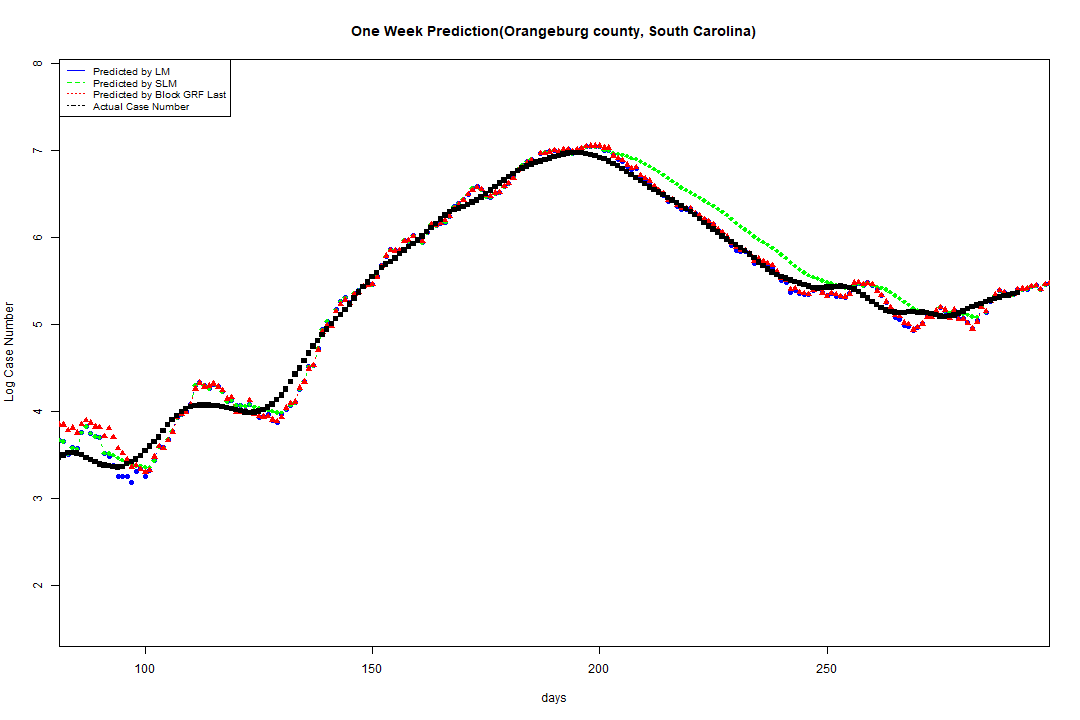 One Week Prediction(Orangeburg county, South Carolina)
8
Predicted by LM
Predicted by SLM
Predicted by Block GRF Last
Actual Case Number
7
6
5
4
3
2
Log Case Number
100 150 200 250
days